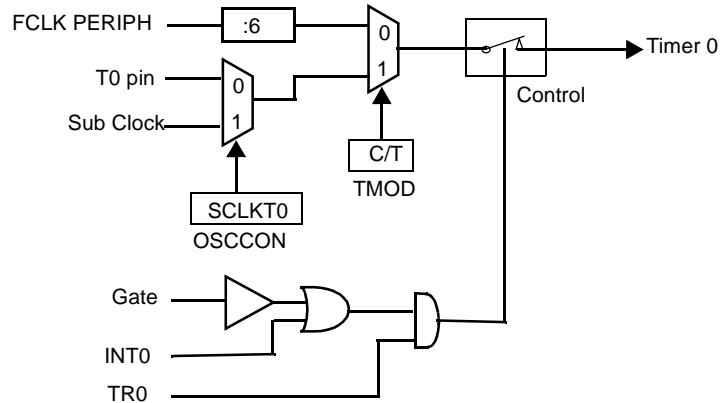 FCLK PERIPH
:6
0
Timer 0
T0 pin
0
1
Control
Sub Clock
1
C/T
TMOD
SCLKT0
OSCCON
Gate
INT0
TR0